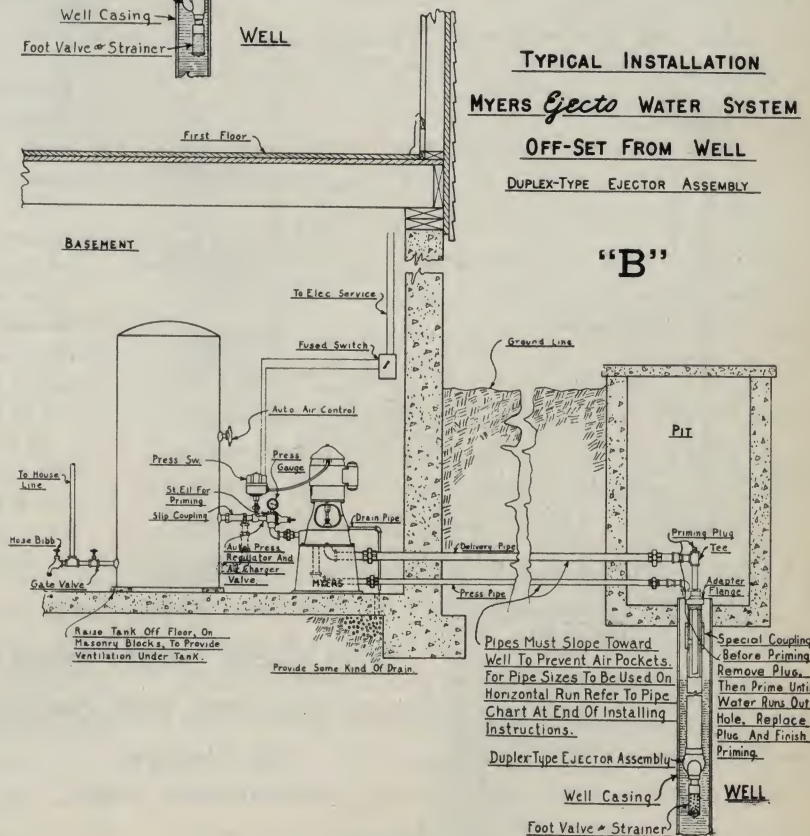 Well Casing
Foot Valve & Strainer
WELL
TYPICAL INSTALLATION
MYERS Ejecto WATER SYSTEM
OFF-SET FROM WELL
DUPLEX-TYPE EJECTOR ASSEMBLY
"B"
First Floor
BASEMENT
To Elec. Service
Fused Switch
Ground Line
Auto Air Control
PIT
Press Sw.
Press
Gauge
To House
Line
St. Ell For
Priming
Slip Coupling
Drain Pipe
Priming Plug
Tee
Hose Bibb
Auto Press
Regulator And
Air Charger
Valve.
Delivery Pipe
Gate Valve
MYERS
Press Pipe
Adapter
Flange
Raise Tank Off Floor, On
Masonry Blocks, To Provide
Ventilation Under Tank.
Provide Some Kind Of Drain.
Pipes Must Slope Toward
Well To Prevent Air Pockets.
For Pipe Sizes To Be Used On
Horizontal Run Refer To Pipe
Chart At End Of Installing
Instructions.
Special Coupling
Before Priming
Remove Plug,
Then Prime Until
Water Runs Out
Hole, Replace
Plug And Finish
Priming.
Duplex-Type EJECTOR ASSEMBLY
Well Casing
WELL
Foot Valve & Strainer